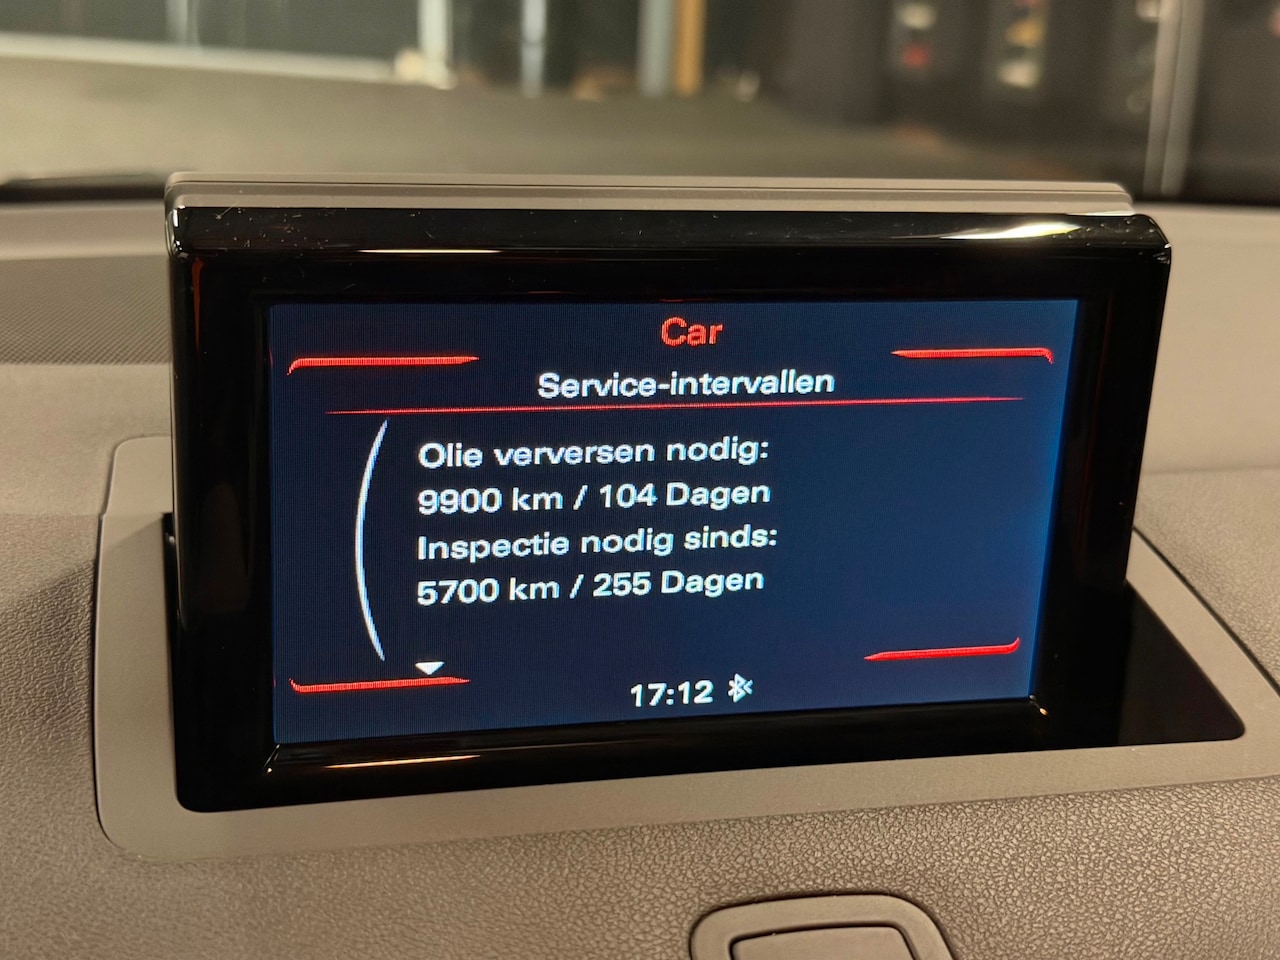 Car
Service-intervallen
Olie verversen nodig:
9900 km / 104 Dagen
Inspectie nodig sinds:
5700 km / 255 Dagen
17:12